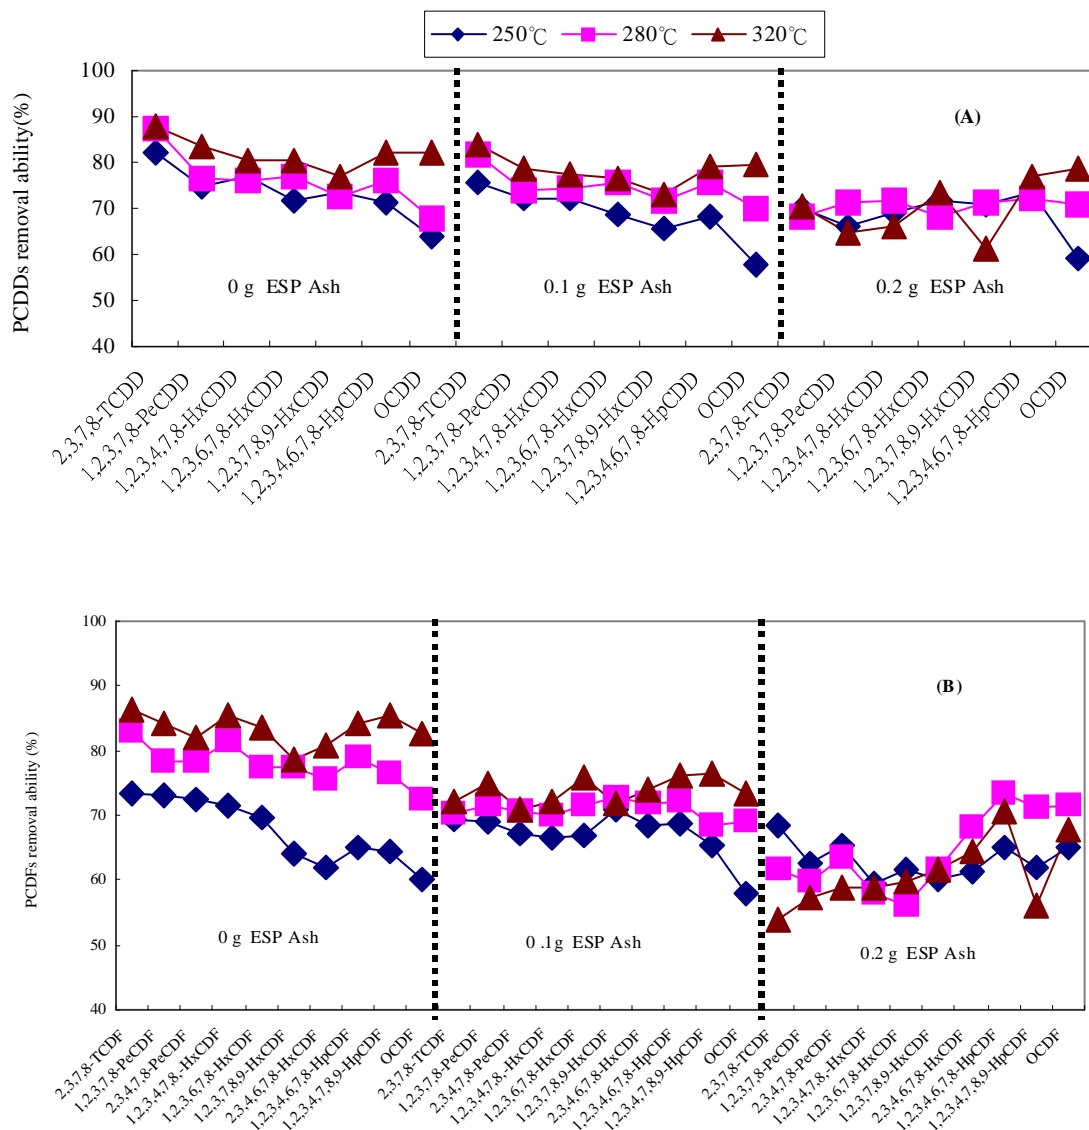 250℃ 280℃ 320℃
100
90
80
70
60
50
40
PCDDs removal ability(%)
(A)
0 g ESP Ash
0.1 g ESP Ash
0.2 g ESP Ash
2,3,7,8-TCDD
1,2,3,7,8-PeCDD
1,2,3,4,7,8-HxCDD
1,2,3,6,7,8-HxCDD
1,2,3,7,8,9-HxCDD
1,2,3,4,6,7,8-HpCDD
OCDD
2,3,7,8-TCDD
1,2,3,7,8-PeCDD
1,2,3,4,7,8-HxCDD
1,2,3,6,7,8-HxCDD
1,2,3,7,8,9-HxCDD
1,2,3,4,6,7,8-HpCDD
OCDD
2,3,7,8-TCDD
1,2,3,7,8-PeCDD
1,2,3,4,7,8-HxCDD
1,2,3,6,7,8-HxCDD
1,2,3,7,8,9-HxCDD
1,2,3,4,6,7,8-HpCDD
OCDD
100
90
80
70
60
50
40
PCDFs removal ability (%)
(B)
0 g ESP Ash
0 .1g ESP Ash
0.2 g ESP Ash
2,3,7,8-TCDF
1,2,3,7,8-PeCDF
2,3,4,7,8-PeCDF
1,2,3,4,7,8,-HxCDF
1,2,3,6,7,8-HxCDF
1,2,3,7,8,9-HxCDF
2,3,4,6,7,8-HxCDF
1,2,3,4,6,7,8-HpCDF
1,2,3,4,7,8,9-HpCDF
OCDF
2,3,7,8-TCDF
1,2,3,7,8-PeCDF
2,3,4,7,8-PeCDF
1,2,3,4,7,8-HxCDF
1,2,3,6,7,8-HxCDF
1,2,3,7,8,9-HxCDF
2,3,4,6,7,8-HxCDF
1,2,3,4,6,7,8-HpCDF
1,2,3,4,7,8,9-HpCDF
OCDF
2,3,7,8-TCDF
1,2,3,7,8-PeCDF
2,3,4,7,8-PeCDF
1,2,3,4,7,8-HxCDF
1,2,3,6,7,8-HxCDF
1,2,3,7,8,9-HxCDF
2,3,4,6,7,8-HxCDF
1,2,3,4,6,7,8-HpCDF
1,2,3,4,7,8,9-HpCDF
OCDF